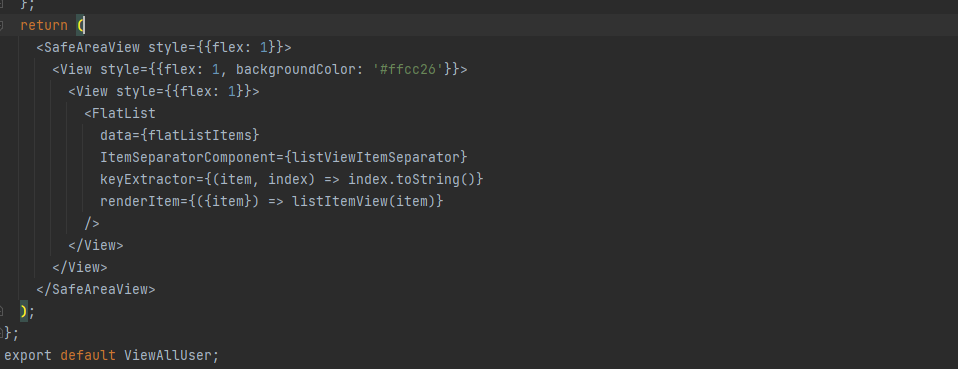 };
return (
<SafeAreaView style={{flex: 1}}>
<View style={{flex: 1, backgroundColor: '#ffcc26'}}>
<View style={{flex: 1}}>
<FlatList
data={flatListItems}
ItemSeparatorComponent={listViewItemSeparator}
keyExtractor={(item, index) => index.toString()}
renderItem={({item}) => listItemView(item)}
/>
</View>
</View>
</SafeAreaView>
);
};
export default ViewAllUser;